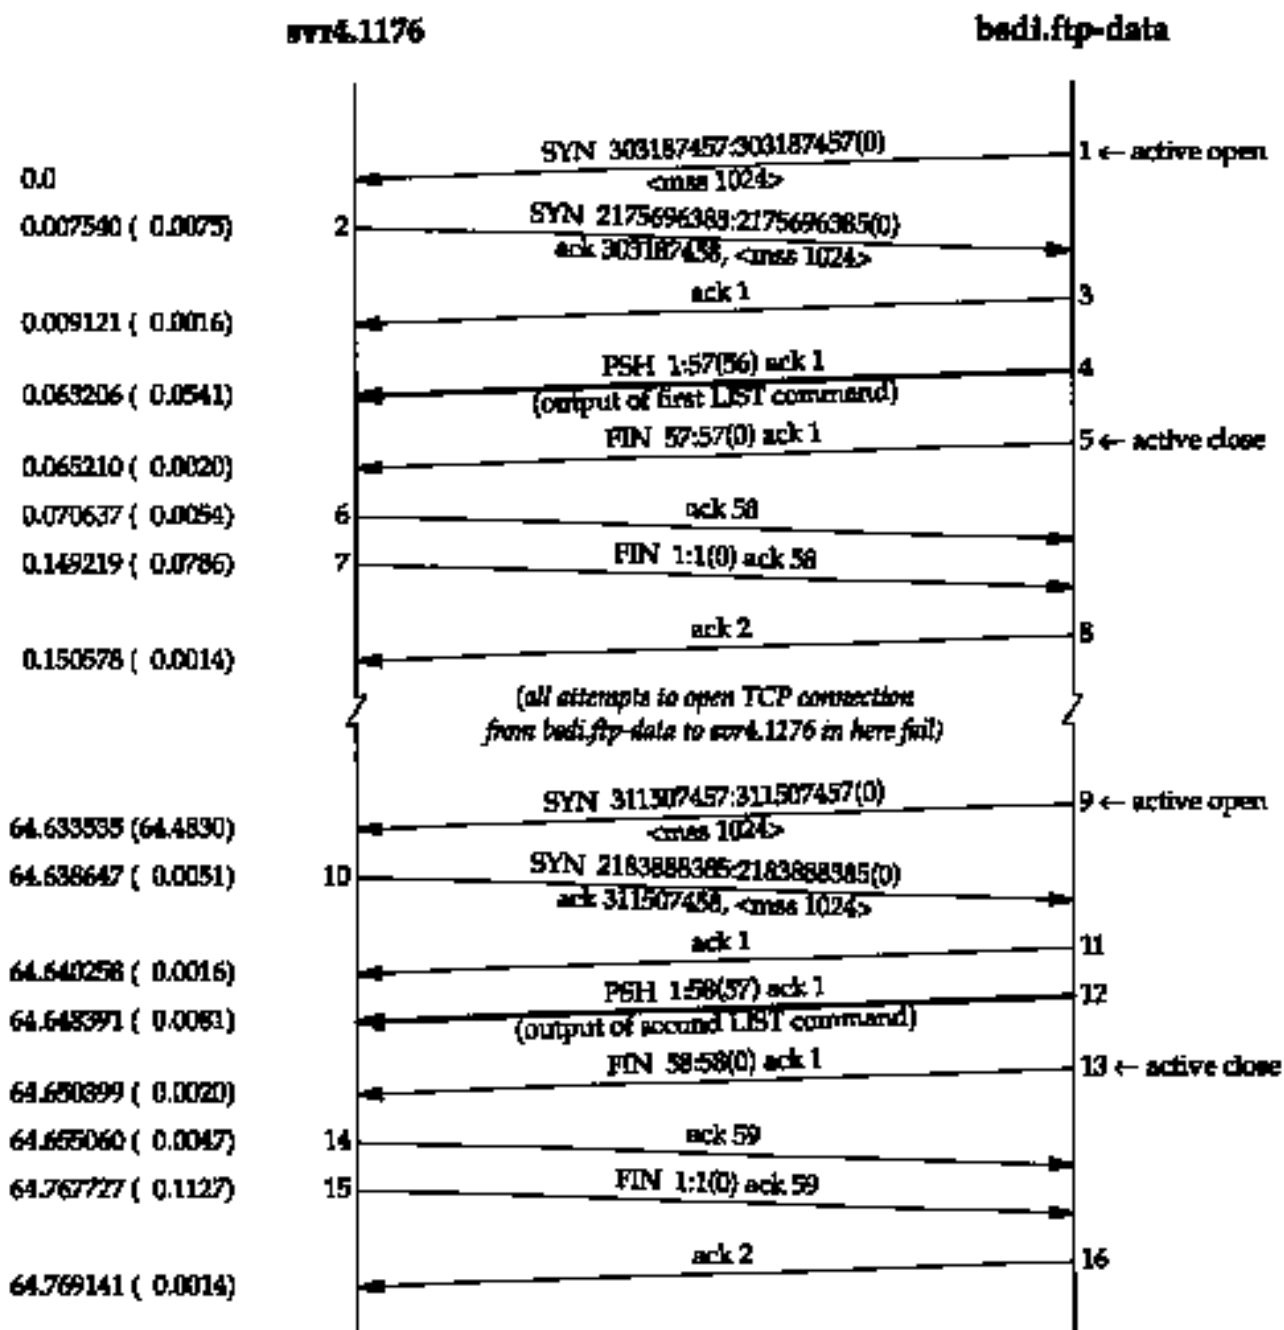 svr4.1176 bsdi.ftp-data
SYN 303187457:303187457(0)
1 ← active open
0.0
<mss 1024>
0.007540 ( 0.0075)
2
SYN 2175696385:2175696385(0)
ack 303187458, <mss 1024>
ack 1
3
0.009121 ( 0.0016)
PSH 1:57(56) ack 1
4
0.063206 ( 0.0541)
(output of first LIST command)
FIN 57:57(0) ack 1
5 ← active close
0.065210 ( 0.0020)
0.070637 ( 0.0054)
6
ack 58
0.149219 ( 0.0786)
7
FIN 1:1(0) ack 58
ack 2
8
0.150578 ( 0.0014)
(all attempts to open TCP connection
from bsdi.ftp-data to svr4.1176 in here fail)
SYN 311507457:311507457(0)
9 ← active open
64.633535 (64.4830)
<mss 1024>
64.638647 ( 0.0051)
10
SYN 2183888385:2183888385(0)
ack 311507458, <mss 1024>
ack 1
11
64.640258 ( 0.0016)
PSH 1:58(57) ack 1
12
64.648391 ( 0.0081)
(output of second LIST command)
FIN 58:58(0) ack 1
13 ← active close
64.650399 ( 0.0020)
64.655060 ( 0.0047)
14
ack 59
64.767727 ( 0.1127)
15
FIN 1:1(0) ack 59
ack 2
16
64.769141 ( 0.0014)